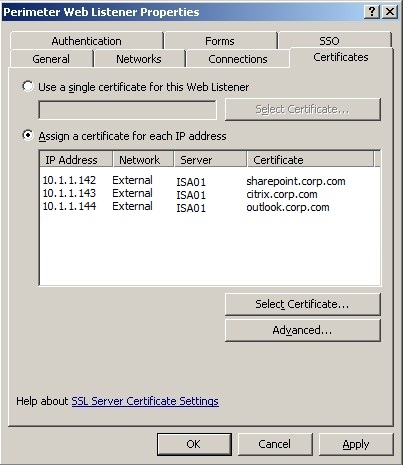 Perimeter Web Listener Properties
Authentication Forms SSO
General Networks Connections Certificates
Use a single certificate for this Web Listener
Select Certificate...
Assign a certificate for each IP address
IP Address Network Server Certificate
10.1.1.142 External ISA01 sharepoint.corp.com
10.1.1.143 External ISA01 citrix.corp.com
10.1.1.144 External ISA01 outlook.corp.com
Select Certificate...
Advanced...
Help about SSL Server Certificate Settings
OK Cancel Apply